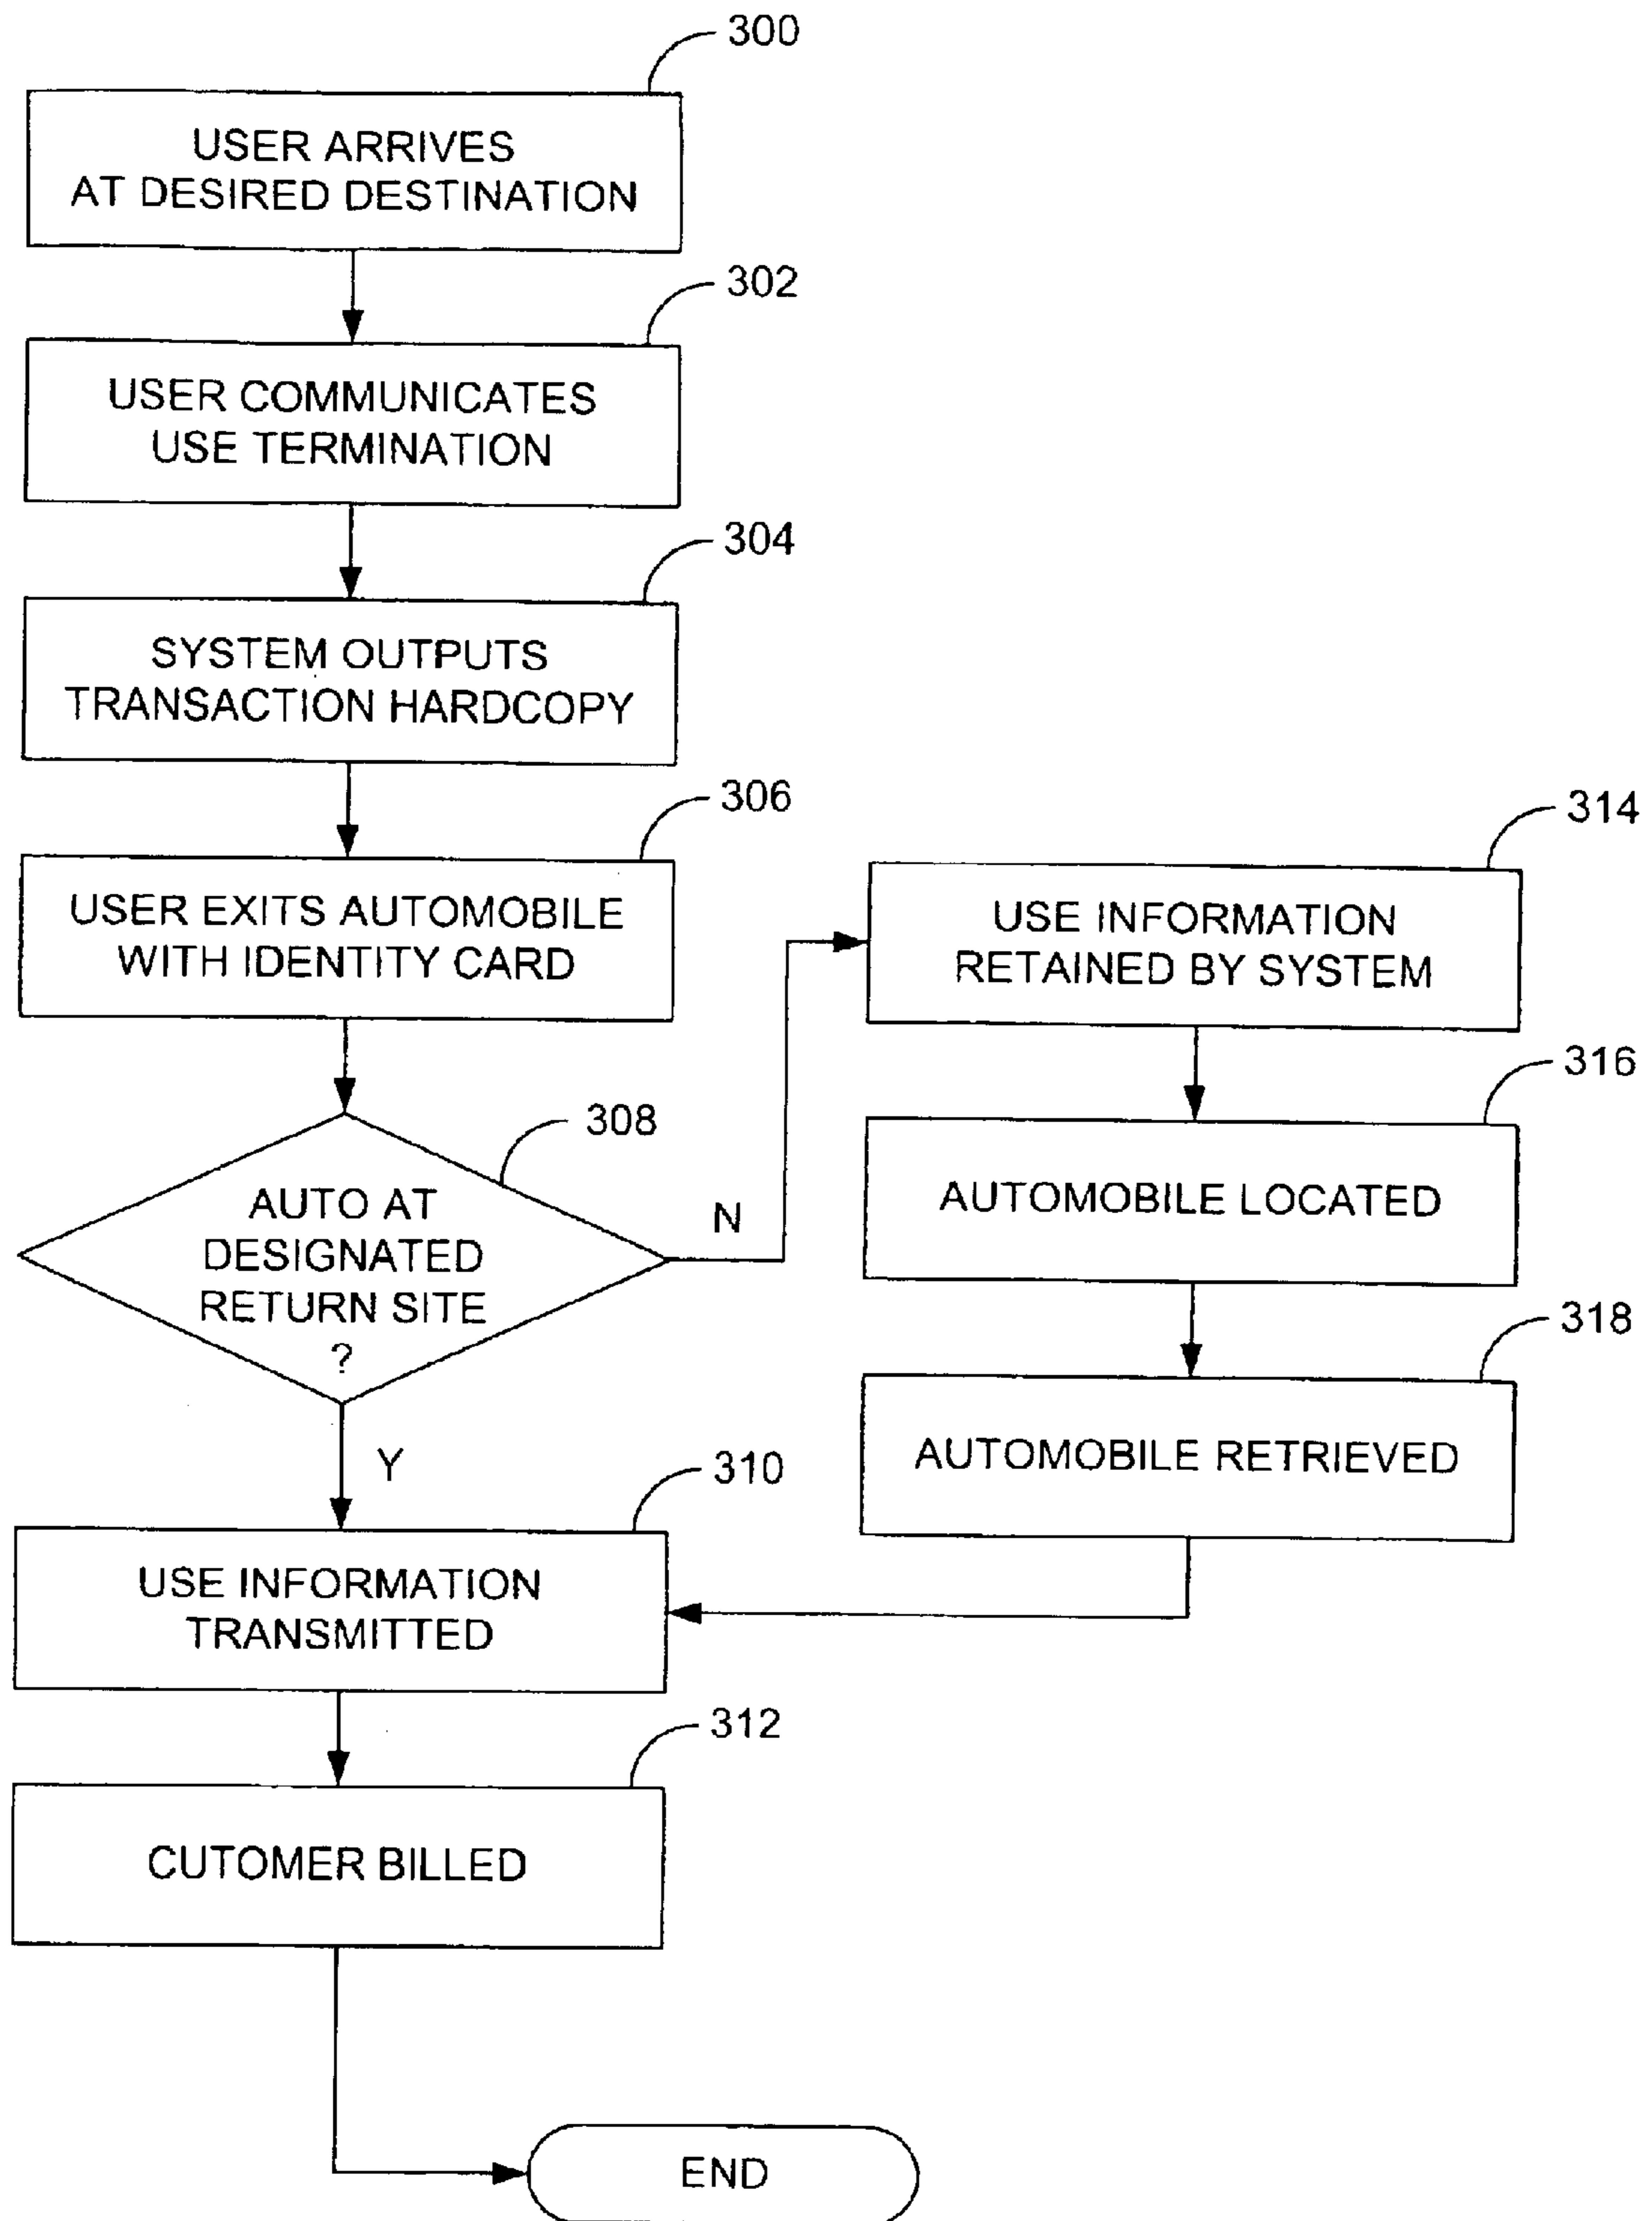 300
USER ARRIVES
AT DESIRED DESTINATION
302
USER COMMUNICATES
USE TERMINATION
304
SYSTEM OUTPUTS
TRANSACTION HARDCOPY
306
USER EXITS AUTOMOBILE
WITH IDENTITY CARD
308
AUTO AT
DESIGNATED
RETURN SITE
?
N
Y
314
USE INFORMATION
RETAINED BY SYSTEM
316
AUTOMOBILE LOCATED
318
AUTOMOBILE RETRIEVED
310
USE INFORMATION
TRANSMITTED
312
CUTOMER BILLED
END